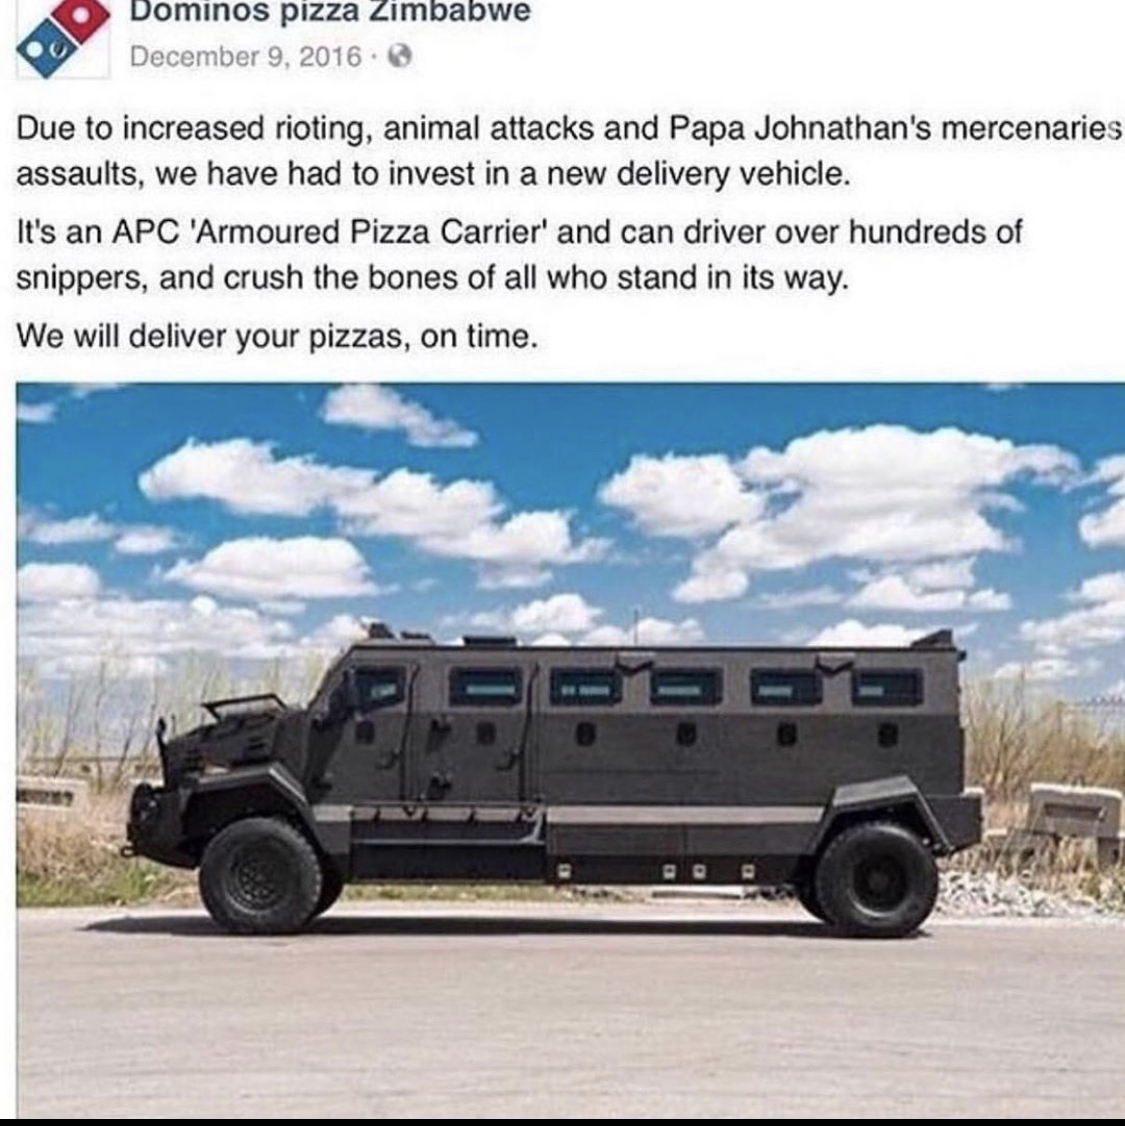 Dominos pizza Zimbabwe
December 9, 2016 ·
Due to increased rioting, animal attacks and Papa Johnathan's mercenaries
assaults, we have had to invest in a new delivery vehicle.
It's an APC 'Armoured Pizza Carrier' and can driver over hundreds of
snippers, and crush the bones of all who stand in its way.
We will deliver your pizzas, on time.